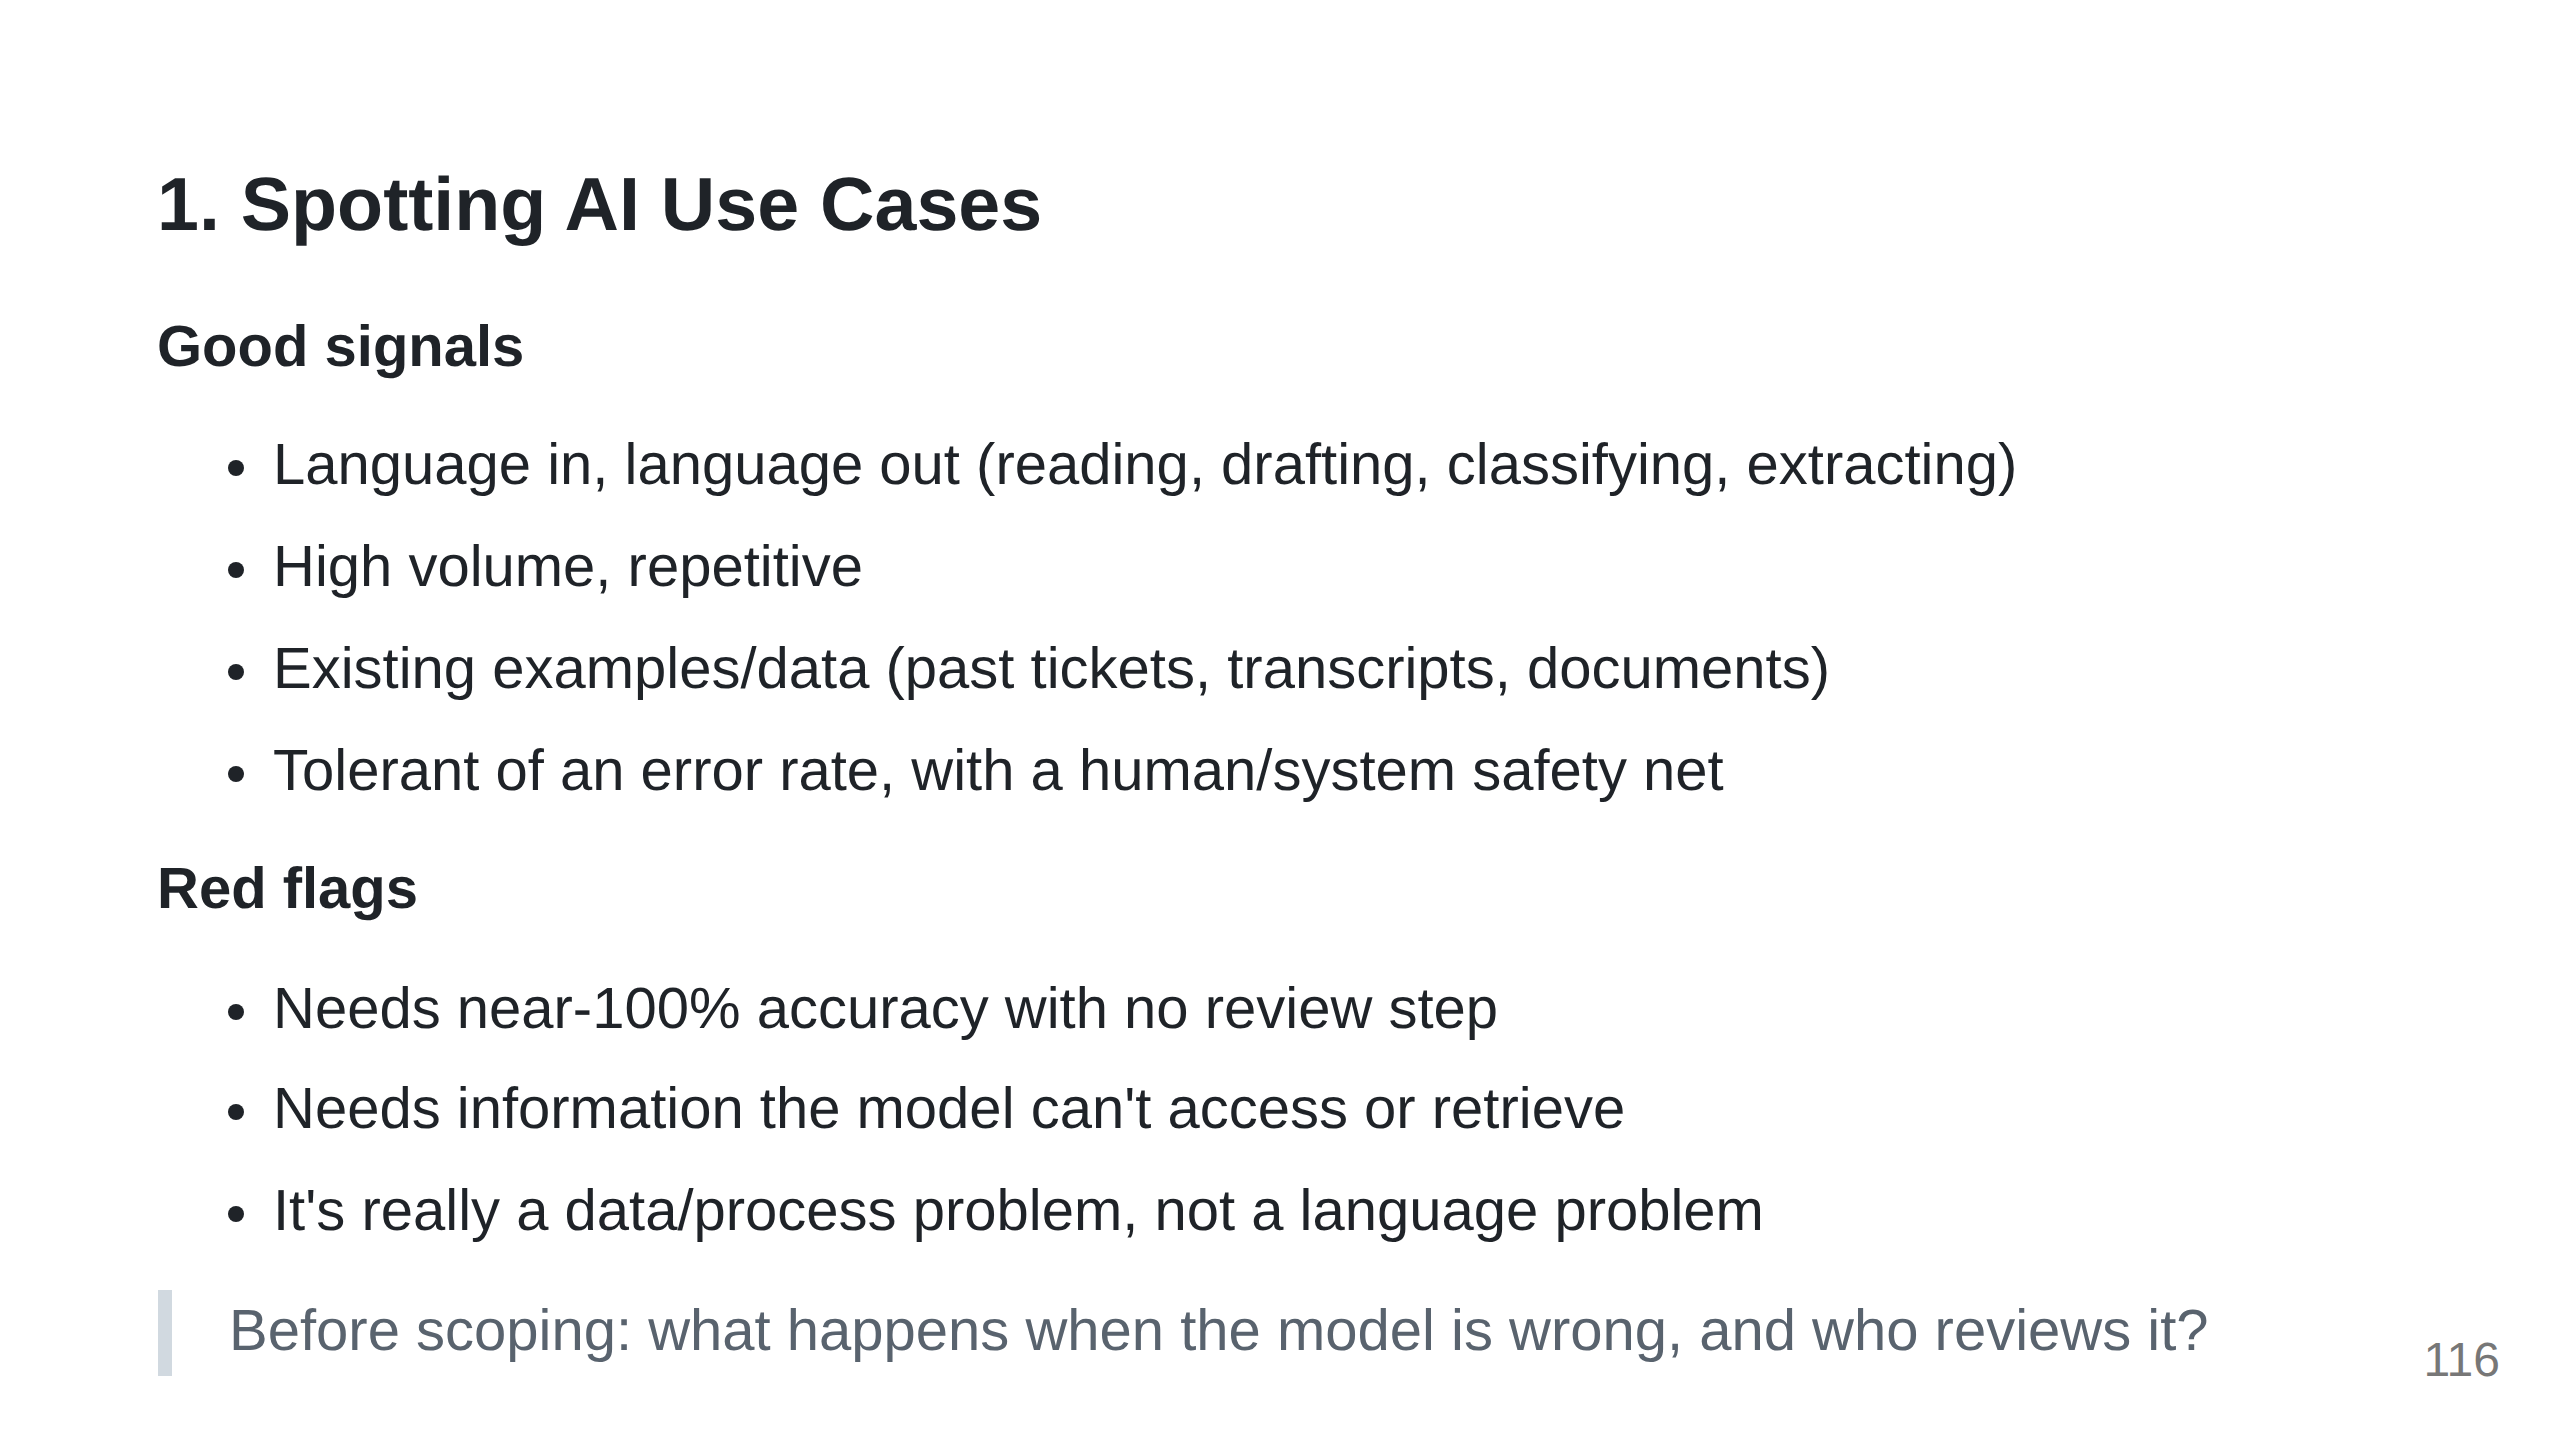 1. Spotting AI Use Cases
Good signals
• Language in, language out (reading, drafting, classifying, extracting)
• High volume, repetitive
• Existing examples/data (past tickets, transcripts, documents)
• Tolerant of an error rate, with a human/system safety net
Red flags
• Needs near-100% accuracy with no review step
• Needs information the model can't access or retrieve
• It's really a data/process problem, not a language problem
Before scoping: what happens when the model is wrong, and who reviews it?
116